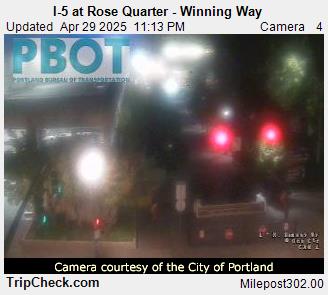 I-5 at Rose Quarter - Winning Way
Updated Apr 29 2025 11:13 PM Camera 4
PBOT
PORTLAND BUREAU OF TRANSPORTATION
Camera courtesy of the City of Portland
TripCheck.com Milepost302.00